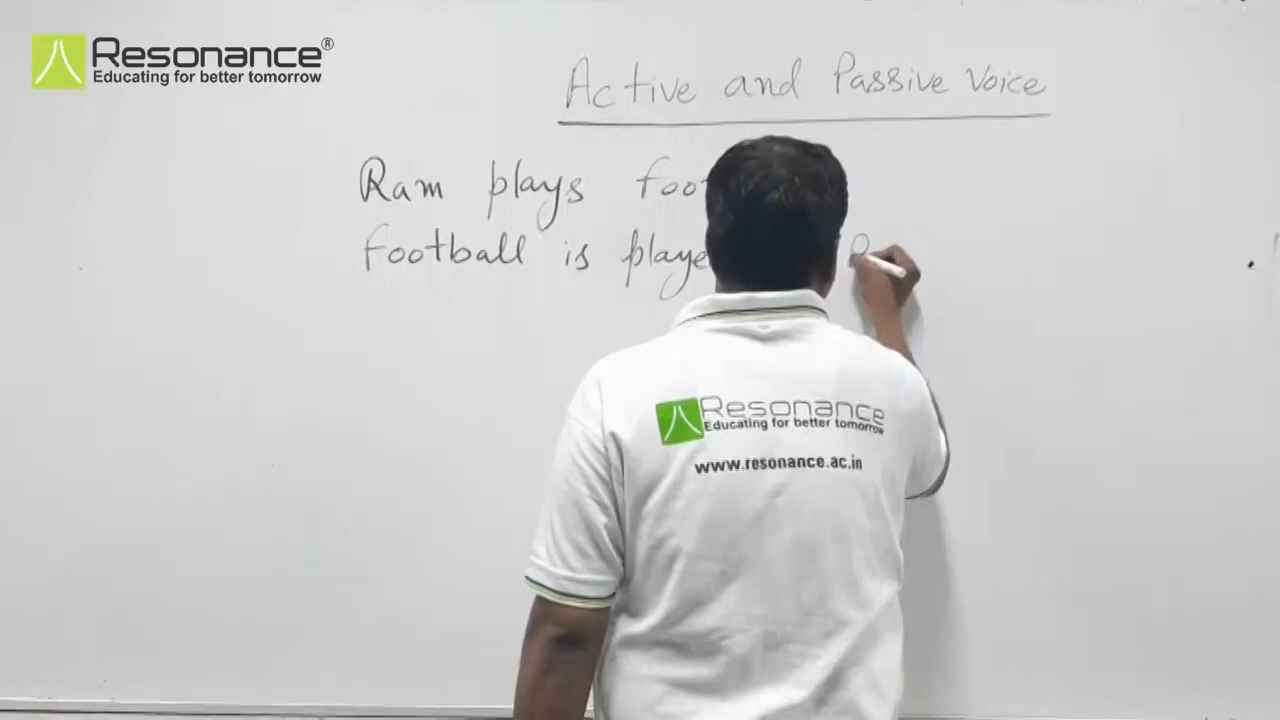 Resonance®
Educating for better tomorrow
Active and Passive Voice
Ram plays foot
Football is playe
Resonance
Educating for better tomorrow
www.resonance.ac.in